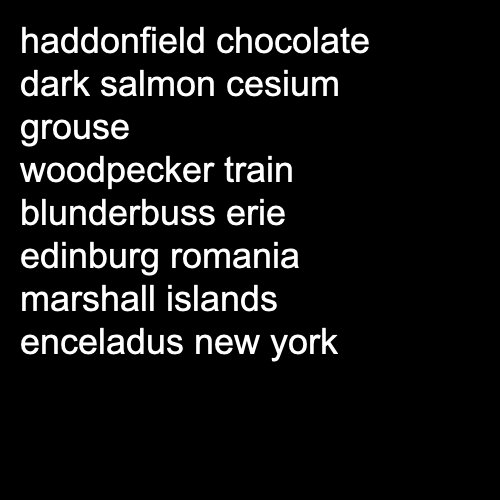 haddonfield chocolate
dark salmon cesium
grouse
woodpecker train
blunderbuss erie
edinburg romania
marshall islands
enceladus new york